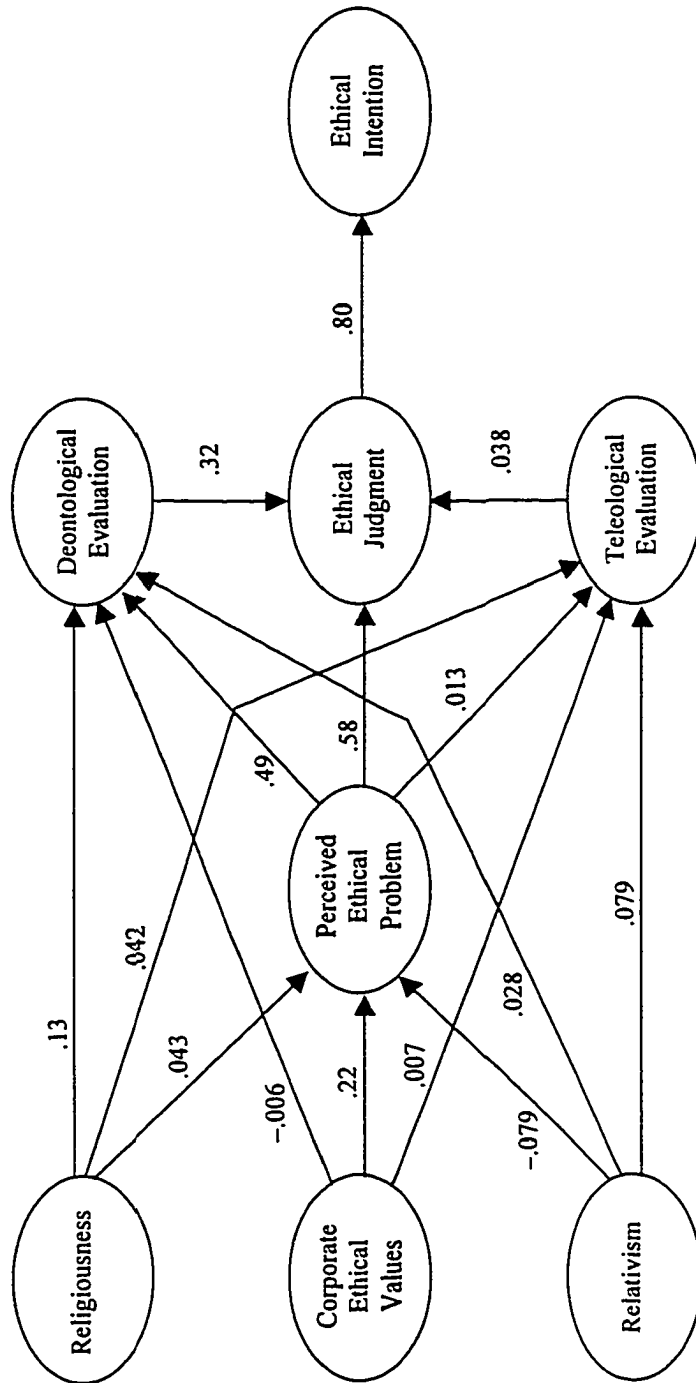 Religiousness
Corporate
Ethical
Values
Relativism
Perceived
Ethical
Problem
Deontological
Evaluation
Ethical
Judgment
Teleological
Evaluation
Ethical
Intention
.13
.042
.043
–.006
.22
.007
–.079
.028
.079
.49
.58
.013
.32
.038
.80